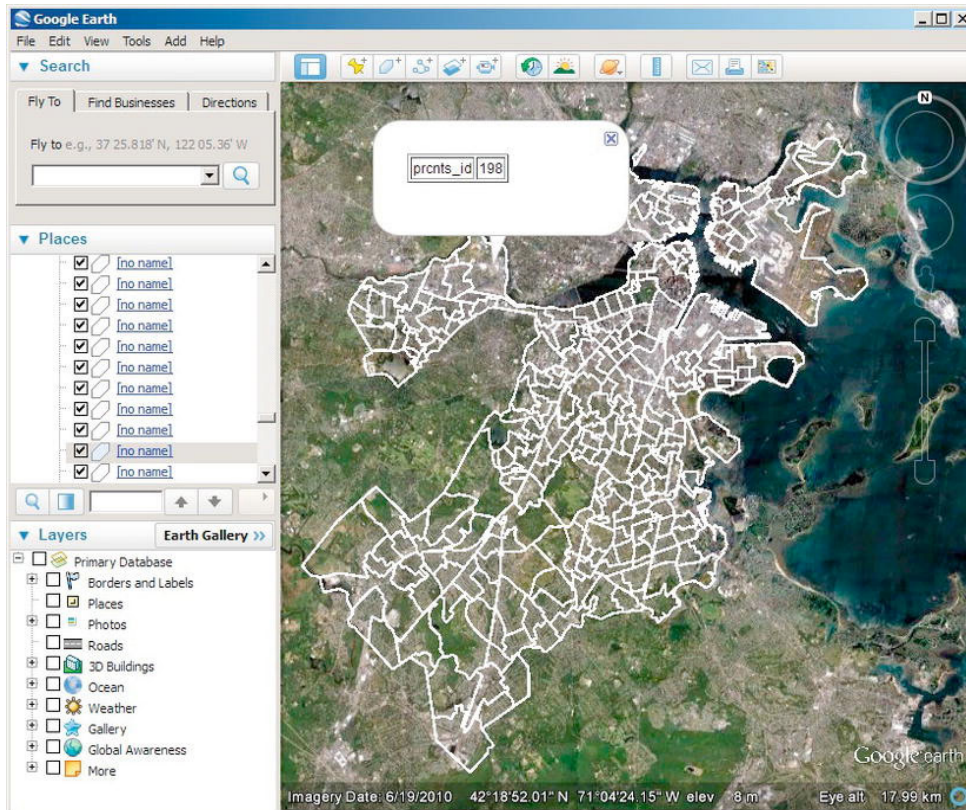 Google Earth
File Edit View Tools Add Help
Search
Fly To Find Businesses Directions
Fly to e.g., 37 25.818' N, 122 05.36' W
Places
[no name]
[no name]
[no name]
[no name]
[no name]
[no name]
[no name]
[no name]
[no name]
[no name]
[no name]
Layers
Earth Gallery >>
Primary Database
Borders and Labels
Places
Photos
Roads
3D Buildings
Ocean
Weather
Gallery
Global Awareness
More
N
prcnts_id 198
Google earth
Imagery Date: 6/19/2010 42°18'52.01" N 71°04'24.15" W elev 8 m Eye alt 17.99 km